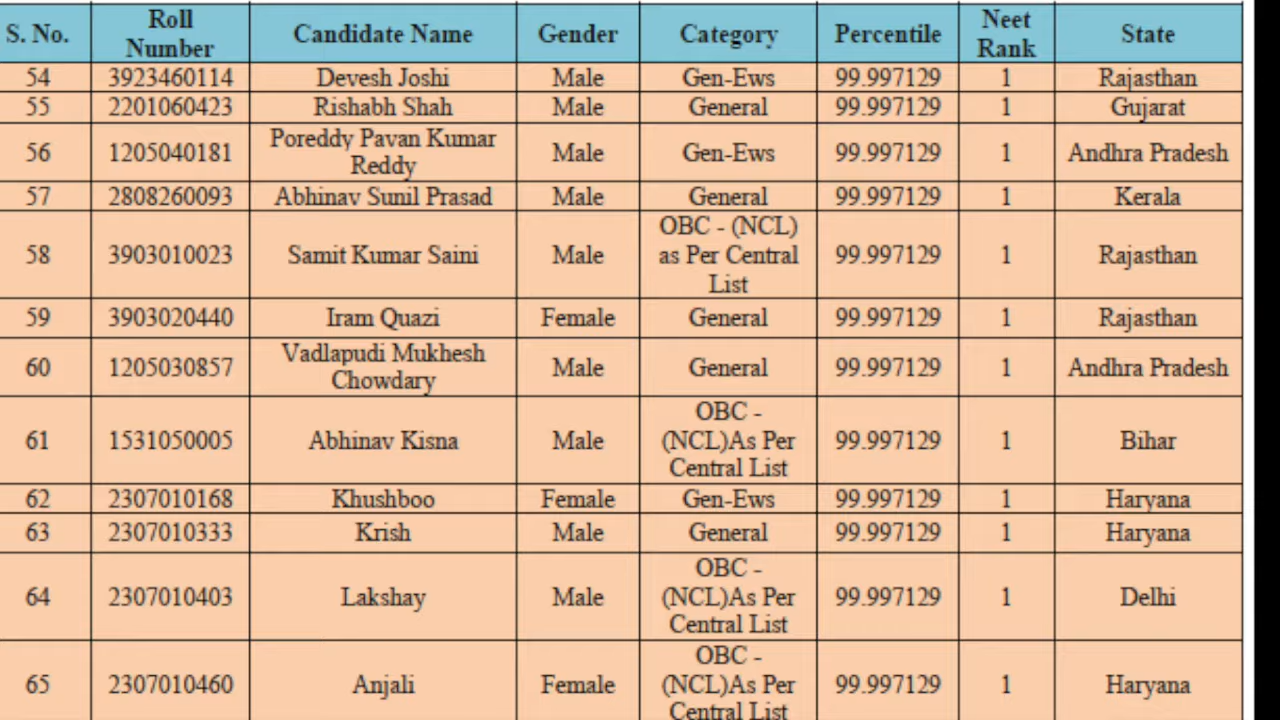 S. No. Roll Number Candidate Name Gender Category Percentile Neet Rank State
54 3923460114 Devesh Joshi Male Gen-Ews 99.997129 1 Rajasthan
55 2201060423 Rishabh Shah Male General 99.997129 1 Gujarat
56 1205040181 Poreddy Pavan Kumar Reddy Male Gen-Ews 99.997129 1 Andhra Pradesh
57 2808260093 Abhinav Sunil Prasad Male General 99.997129 1 Kerala
58 3903010023 Samit Kumar Saini Male OBC - (NCL) as Per Central List 99.997129 1 Rajasthan
59 3903020440 Iram Quazi Female General 99.997129 1 Rajasthan
60 1205030857 Vadlapudi Mukhesh Chowdary Male General 99.997129 1 Andhra Pradesh
61 1531050005 Abhinav Kisna Male OBC - (NCL)As Per Central List 99.997129 1 Bihar
62 2307010168 Khushboo Female Gen-Ews 99.997129 1 Haryana
63 2307010333 Krish Male General 99.997129 1 Haryana
64 2307010403 Lakshay Male OBC - (NCL)As Per Central List 99.997129 1 Delhi
65 2307010460 Anjali Female OBC - (NCL)As Per Central List 99.997129 1 Haryana